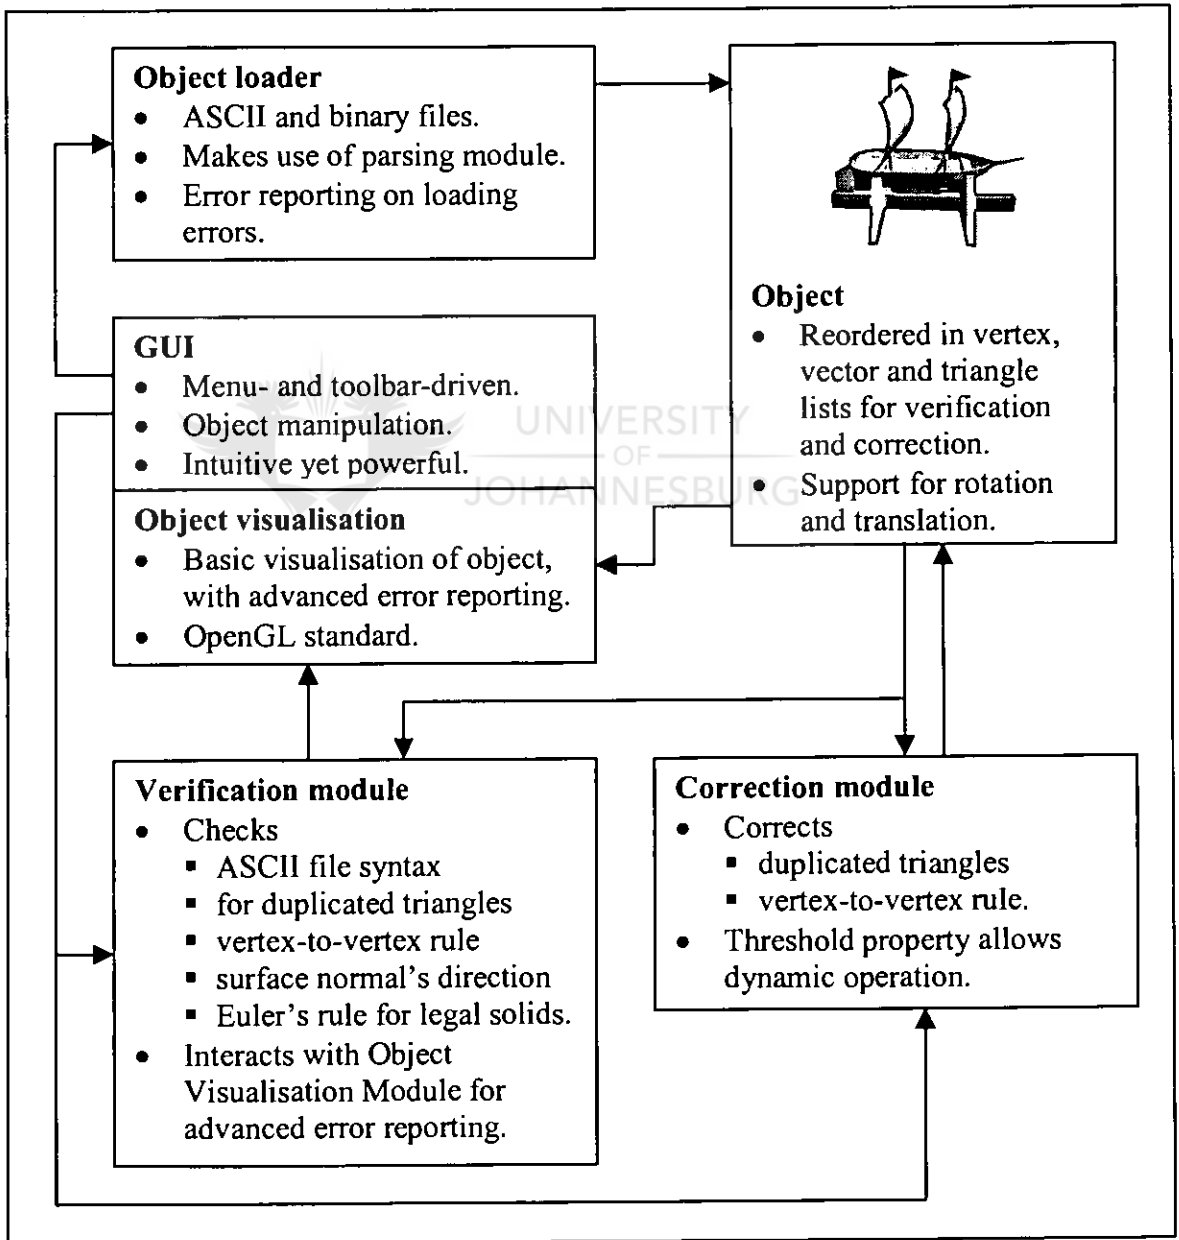 Object loader
• ASCII and binary files.
• Makes use of parsing module.
• Error reporting on loading
errors.
GUI
• Menu- and toolbar-driven.
• Object manipulation.
• Intuitive yet powerful.
Object visualisation
• Basic visualisation of object,
with advanced error reporting.
• OpenGL standard.
Object
• Reordered in vertex,
vector and triangle
lists for verification
and correction.
• Support for rotation
and translation.
UNIVERSITY
OF
JOHANNESBURG
Verification module
• Checks
▪ ASCII file syntax
▪ for duplicated triangles
▪ vertex-to-vertex rule
▪ surface normal's direction
▪ Euler's rule for legal solids.
• Interacts with Object
Visualisation Module for
advanced error reporting.
Correction module
• Corrects
▪ duplicated triangles
▪ vertex-to-vertex rule.
• Threshold property allows
dynamic operation.